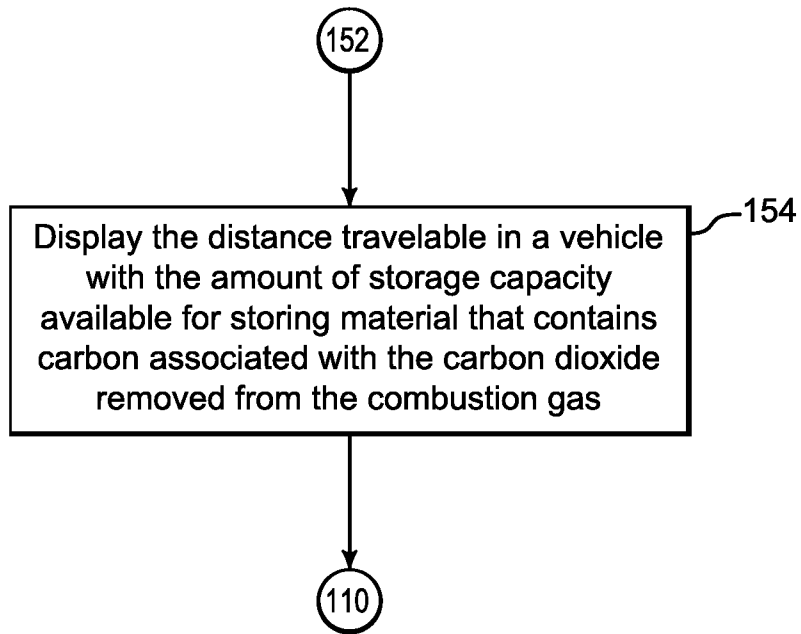 152
154
Display the distance travelable in a vehicle
with the amount of storage capacity
available for storing material that contains
carbon associated with the carbon dioxide
removed from the combustion gas
110